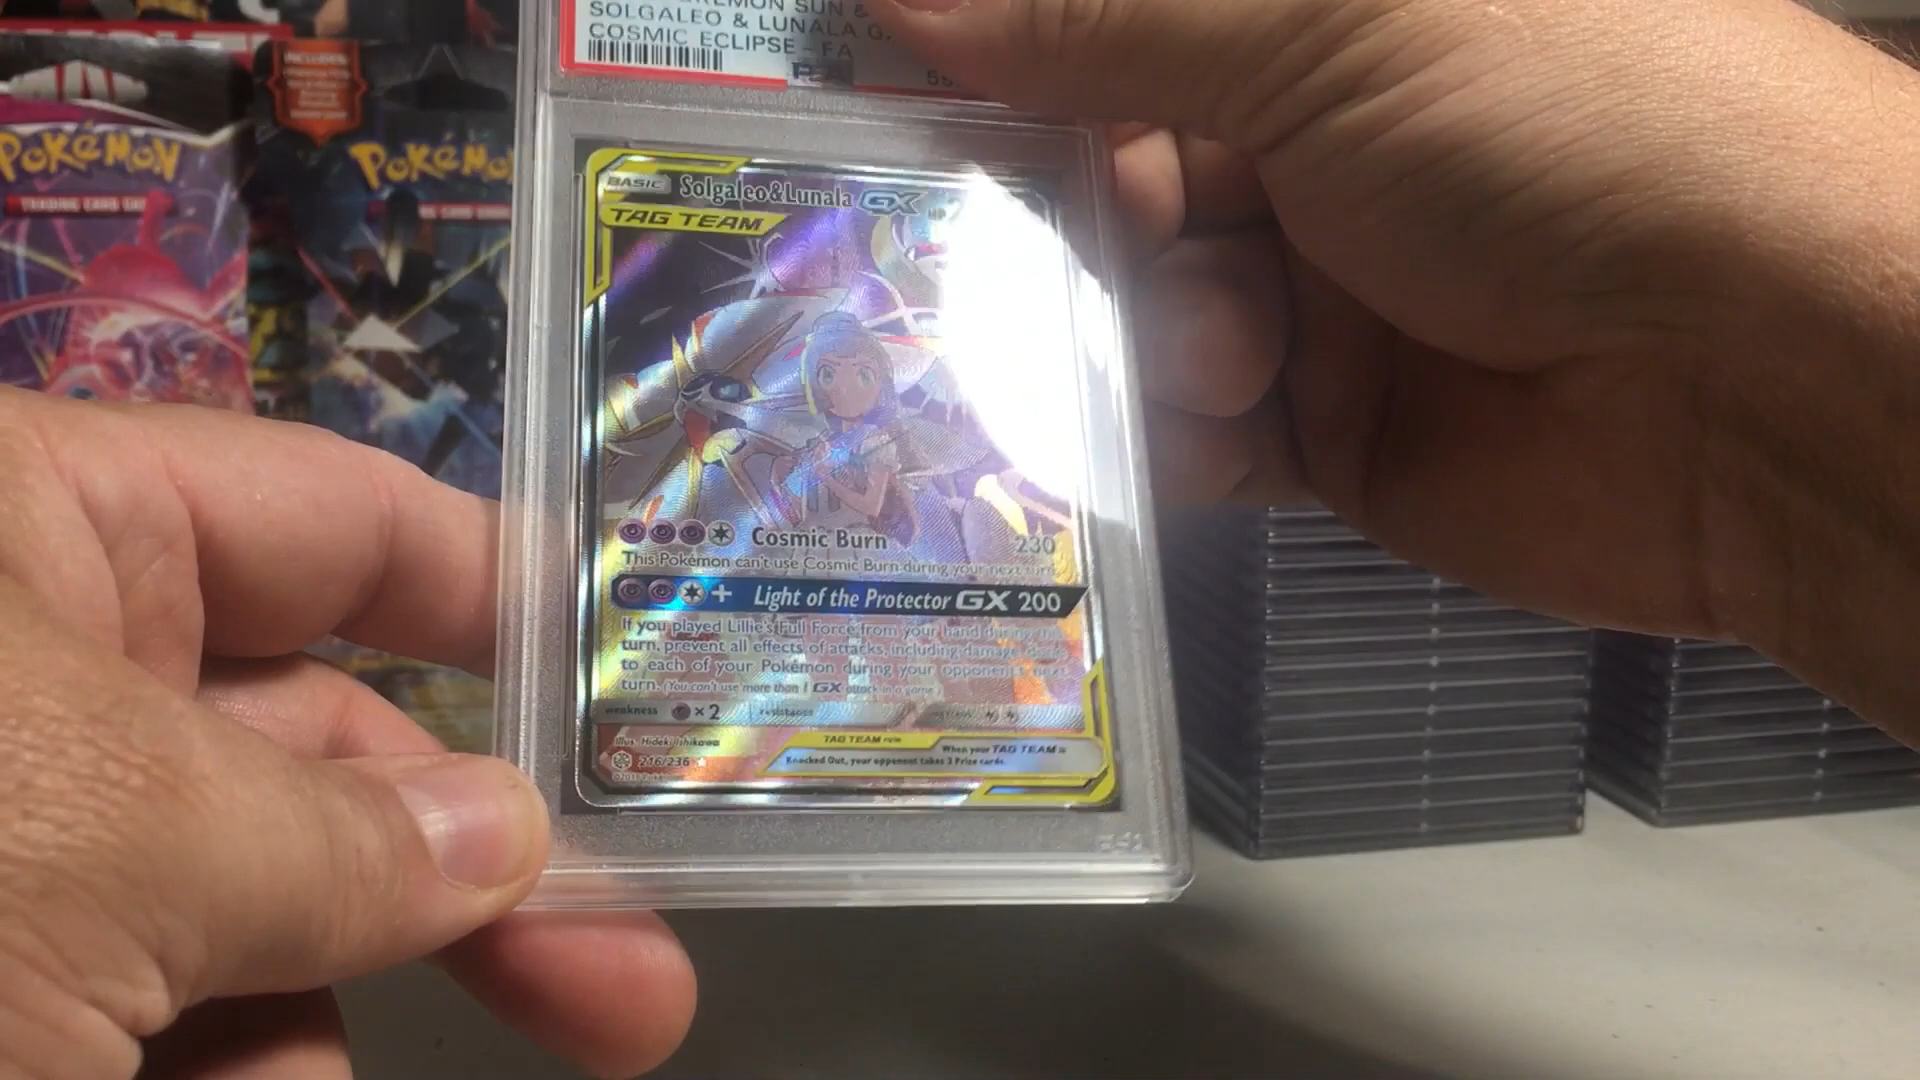 POKEMON SUN &
SOLGALEO & LUNALA G
COSMIC ECLIPSE - FA
INCLUDES:
POKéMON
TRADING CARD
POKéMON
CARD
BASIC
Solgaleo&Lunala GX
HP
TAG TEAM
Cosmic Burn
230
This Pokémon can't use Cosmic Burn during your next turn.
+ Light of the Protector GX 200
If you played Lillie's Full Force from your hand during this
turn, prevent all effects of attacks, including damage, done
to each of your Pokémon during your opponent's next
turn. (You can't use more than 1 GX attack in a game.)
weakness ×2 resistance
Illus. Hideki Ishikawa
216/236
TAG TEAM rule
When your TAG TEAM is
Knocked Out, your opponent takes 3 Prize cards.